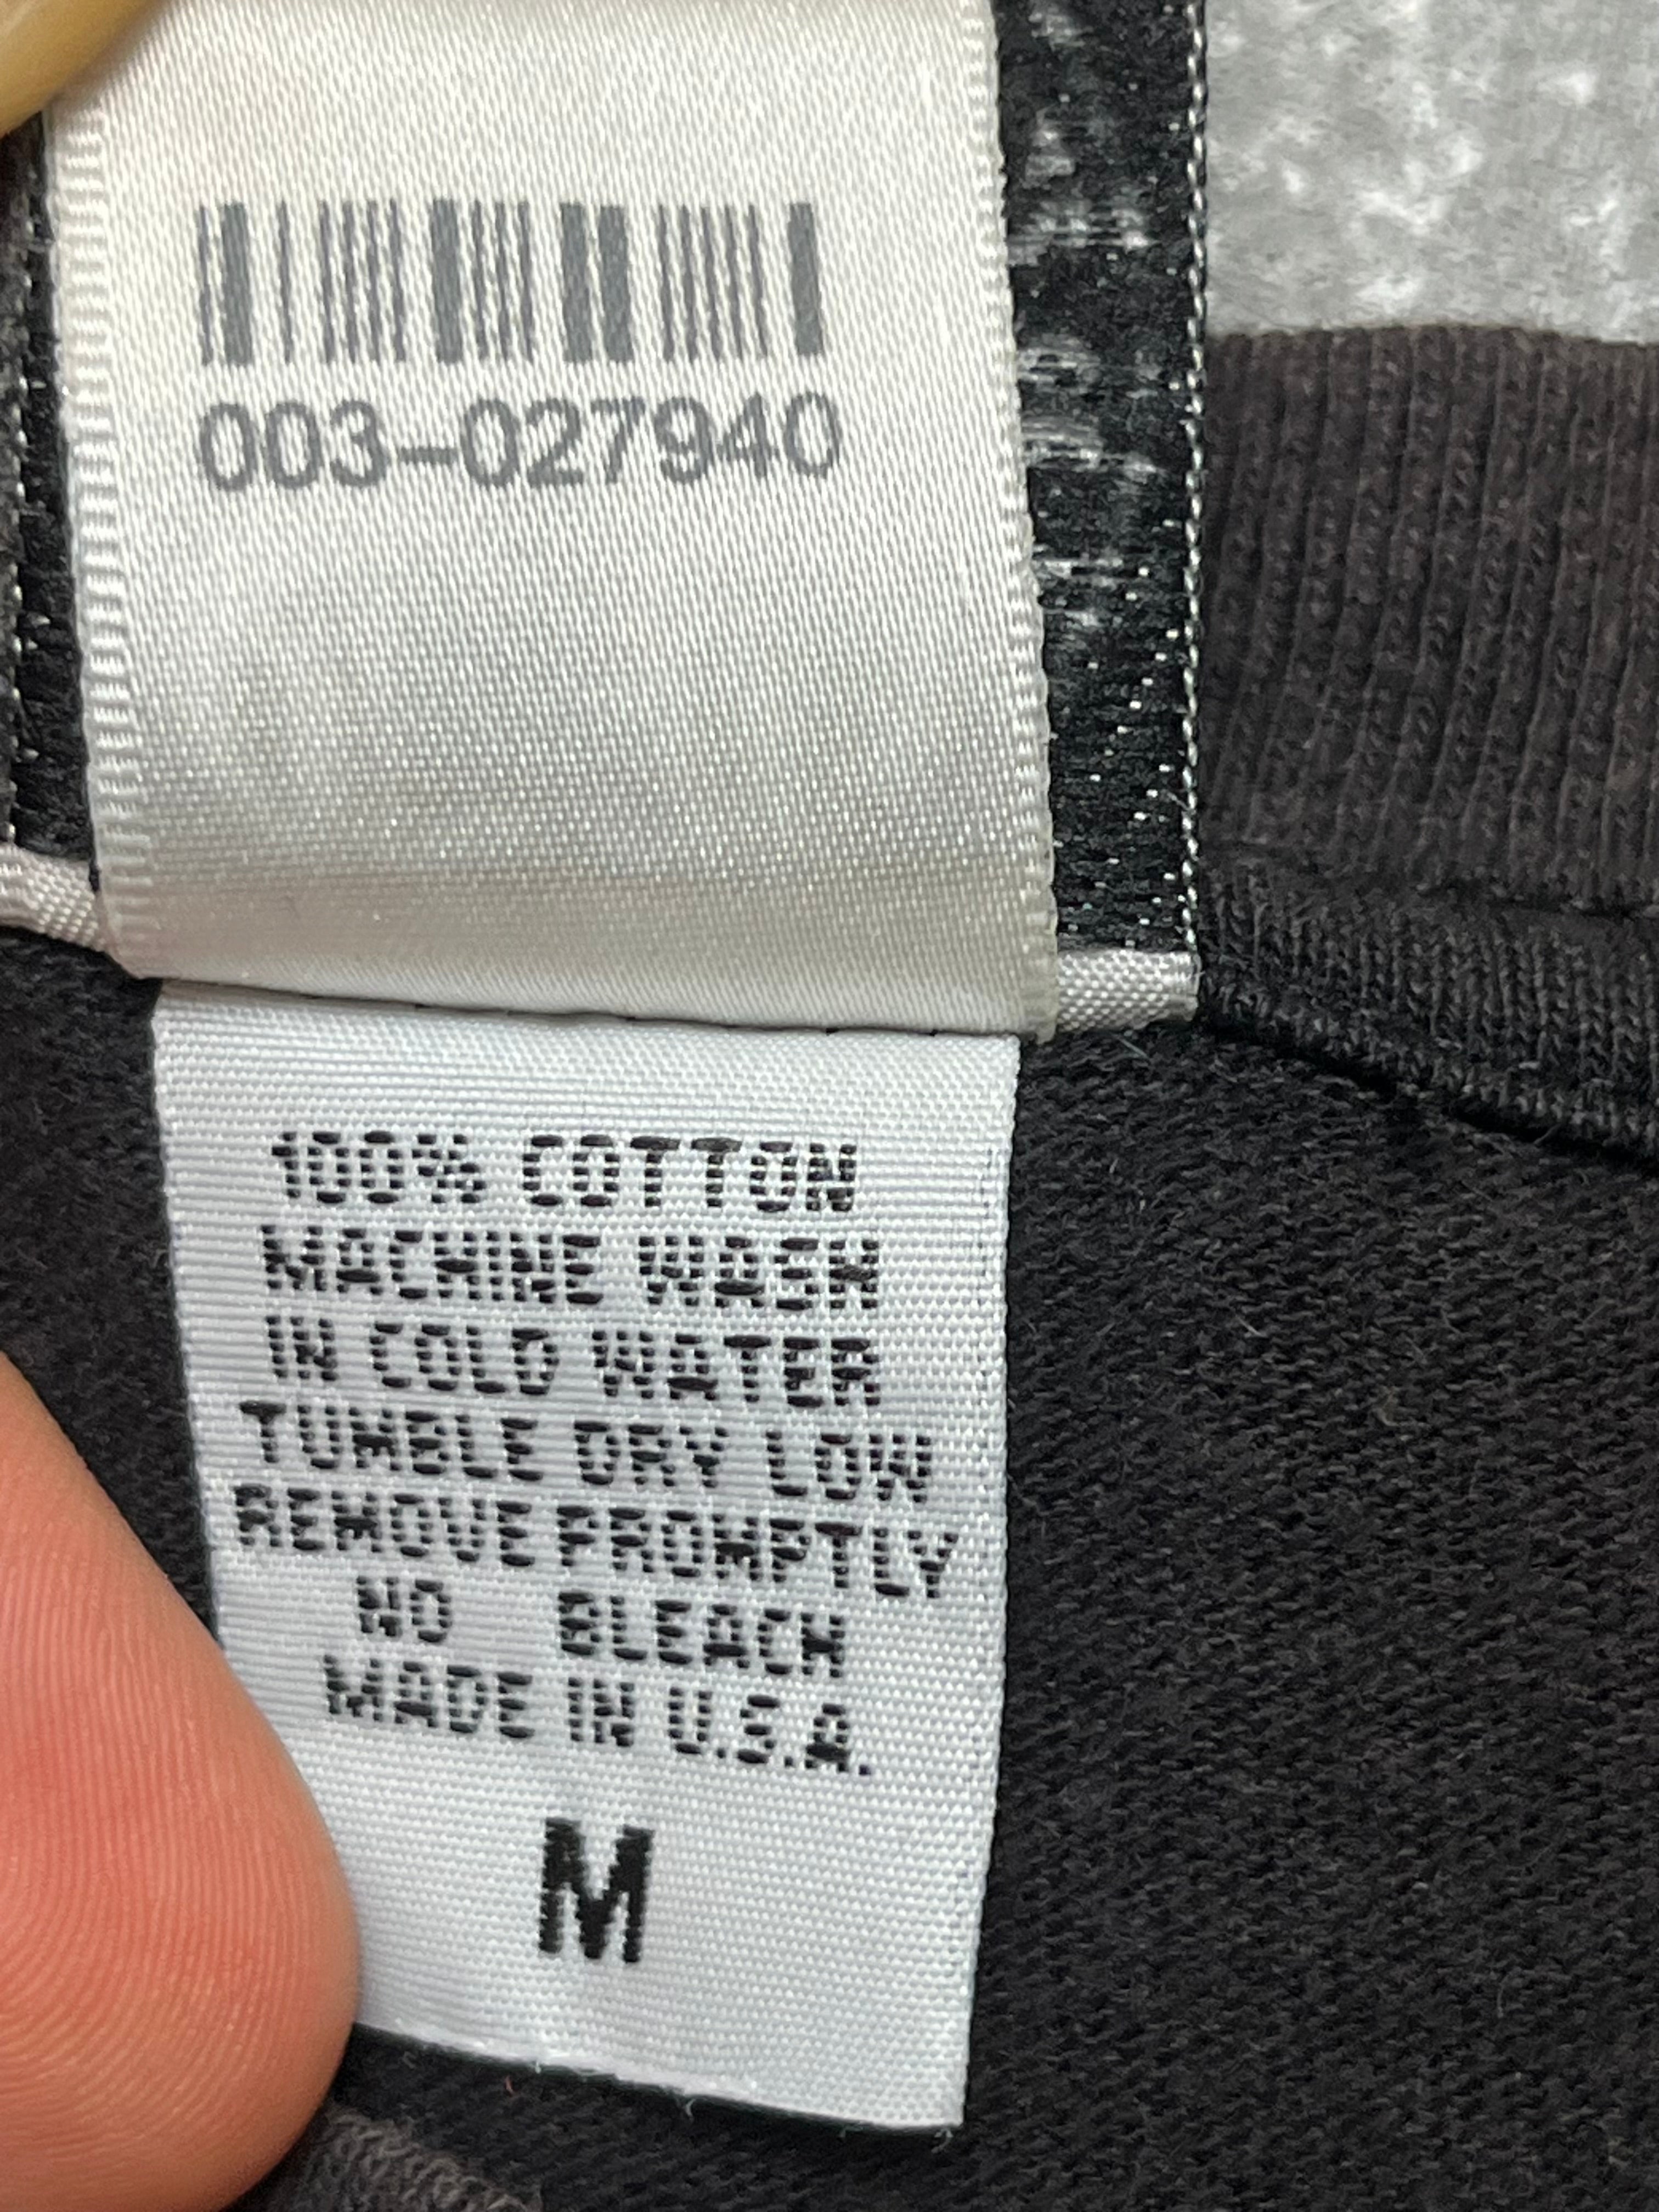 003-027940
100% COTTON
MACHINE WASH
IN COLD WATER
TUMBLE DRY LOW
REMOVE PROMPTLY
NO BLEACH
MADE IN U.S.A.
M